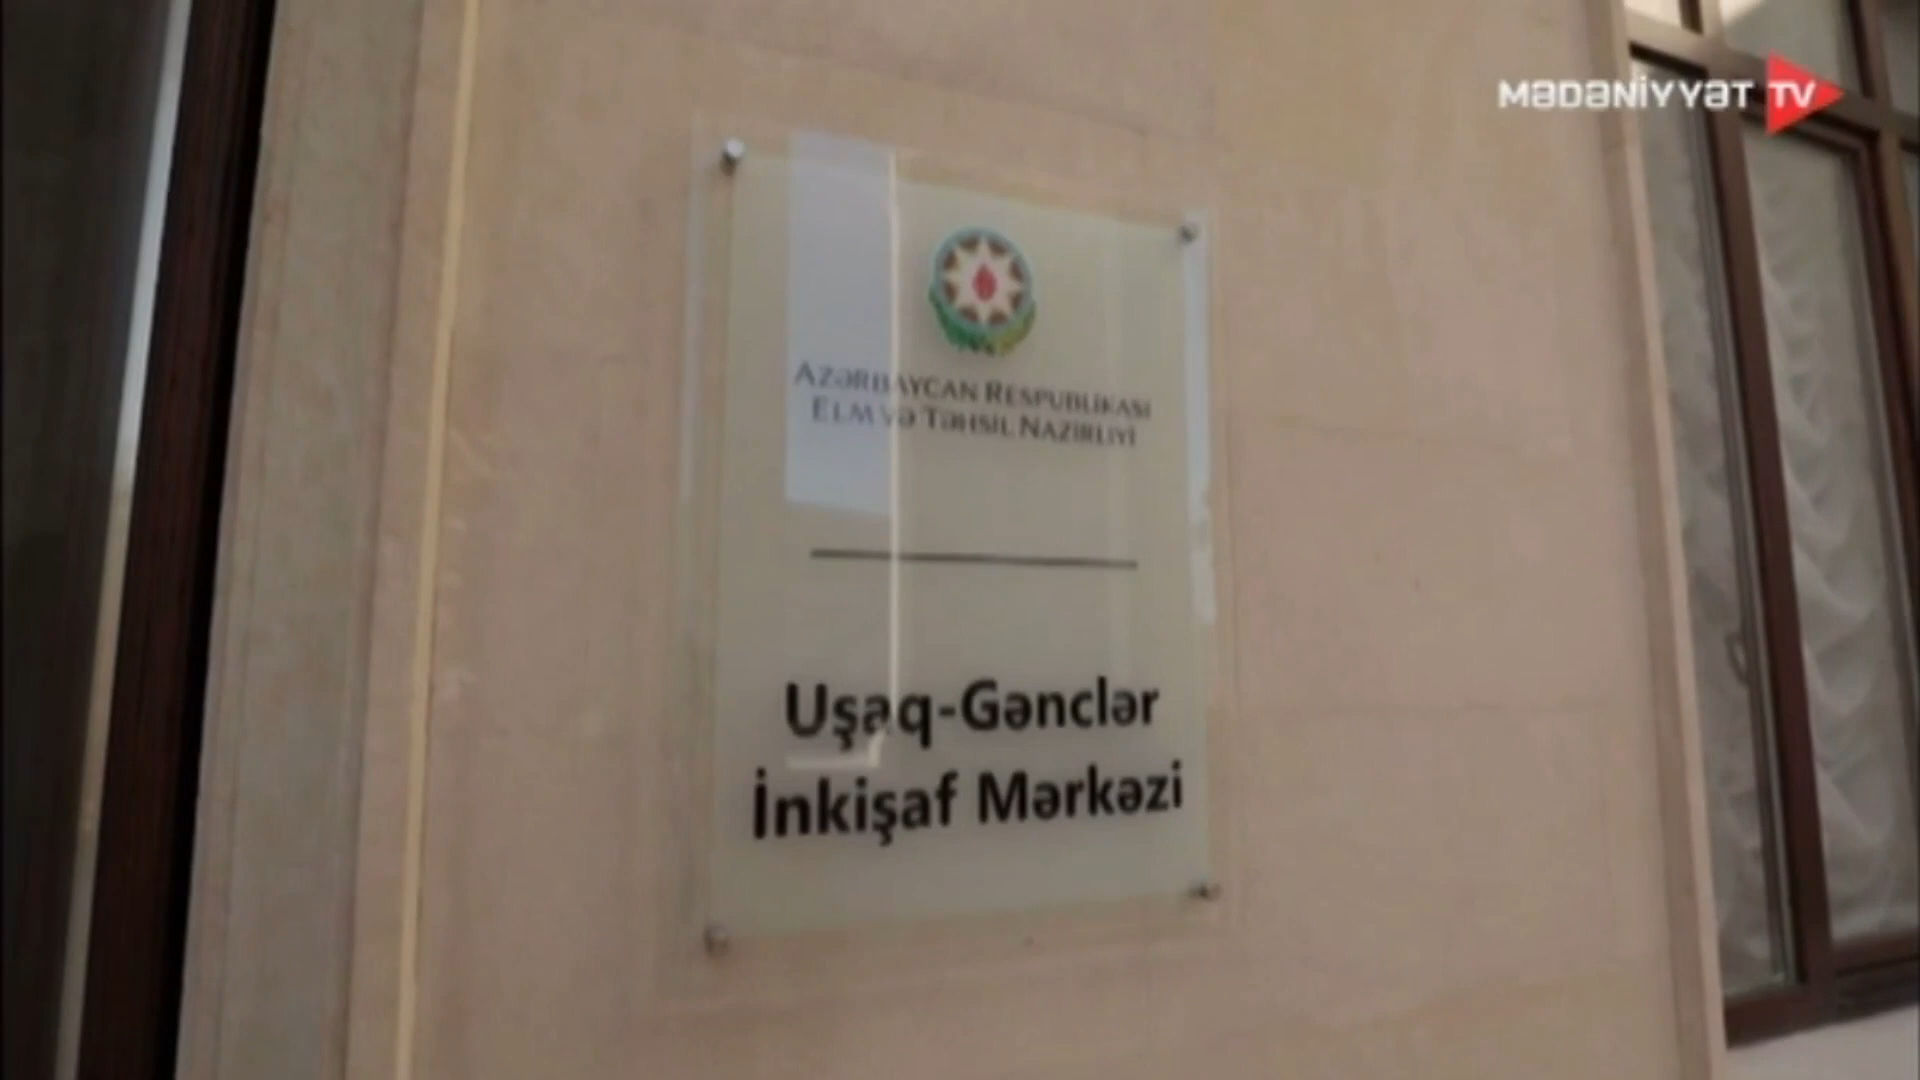 MƏDƏNİYYƏT TV
AZƏRBAYCAN RESPUBLİKASI
ELM VƏ TƏHSİL NAZİRLİYİ
Uşaq-Gənclər
İnkişaf Mərkəzi